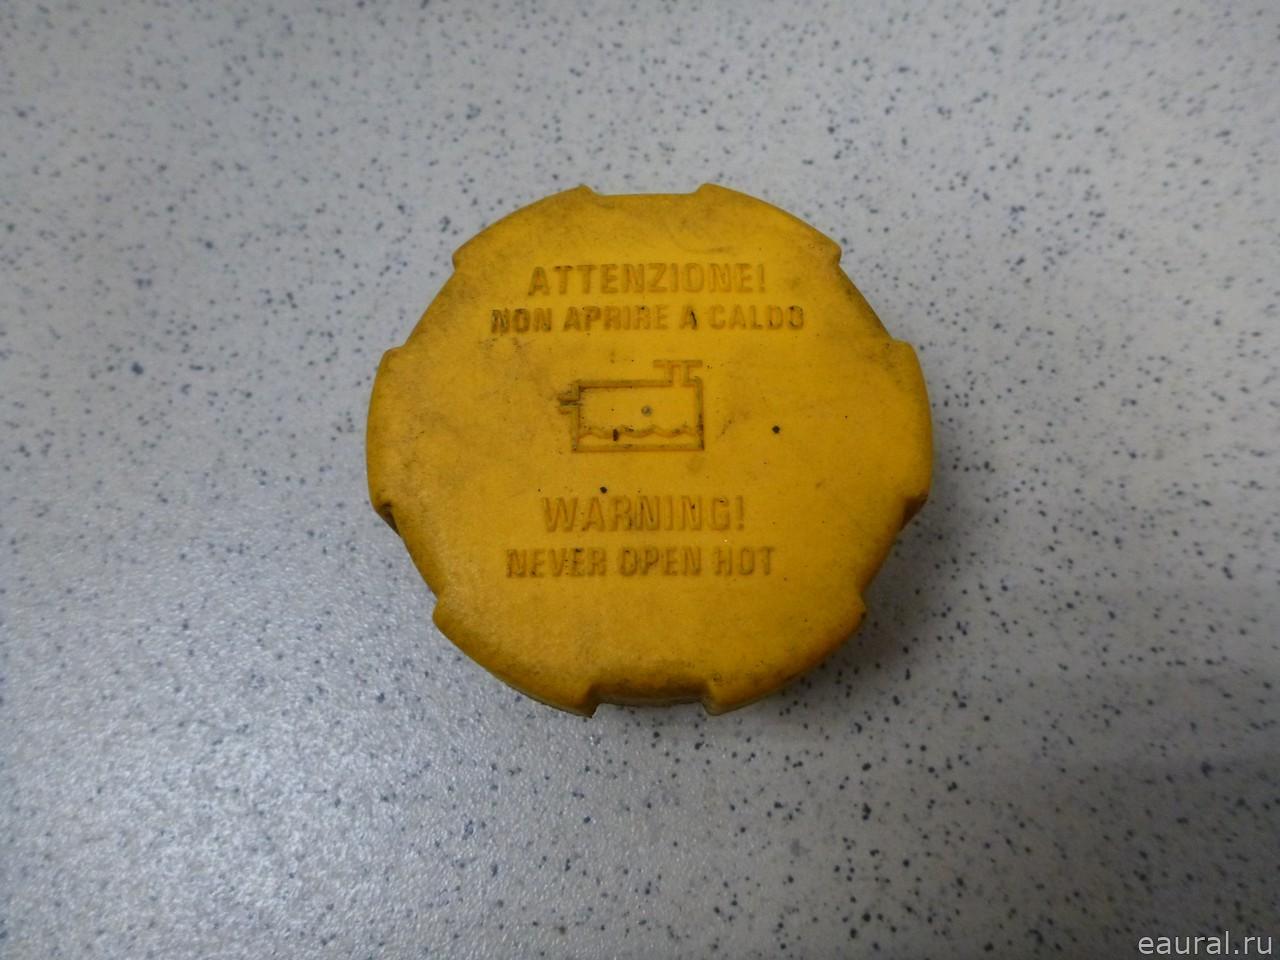 ATTENZIONE!
NON APRIRE A CALDO
WARNING!
NEVER OPEN HOT
eaural.ru